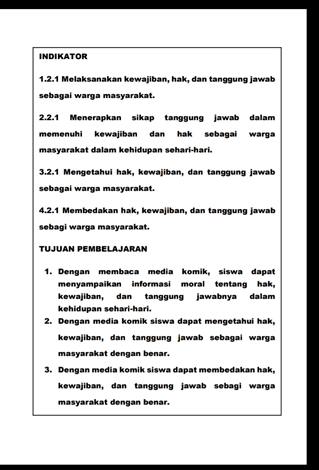 INDIKATOR
1.2.1 Melaksanakan kewajiban, hak, dan tanggung jawab
sebagai warga masyarakat.
2.2.1 Menerapkan sikap tanggung jawab dalam
memenuhi kewajiban dan hak sebagai warga
masyarakat dalam kehidupan sehari-hari.
3.2.1 Mengetahui hak, kewajiban, dan tanggung jawab
sebagai warga masyarakat.
4.2.1 Membedakan hak, kewajiban, dan tanggung jawab
sebagi warga masyarakat.
TUJUAN PEMBELAJARAN
1. Dengan membaca media komik, siswa dapat
menyampaikan informasi moral tentang hak,
kewajiban, dan tanggung jawabnya dalam
kehidupan sehari-hari.
2. Dengan media komik siswa dapat mengetahui hak,
kewajiban, dan tanggung jawab sebagai warga
masyarakat dengan benar.
3. Dengan media komik siswa dapat membedakan hak,
kewajiban, dan tanggung jawab sebagi warga
masyarakat dengan benar.